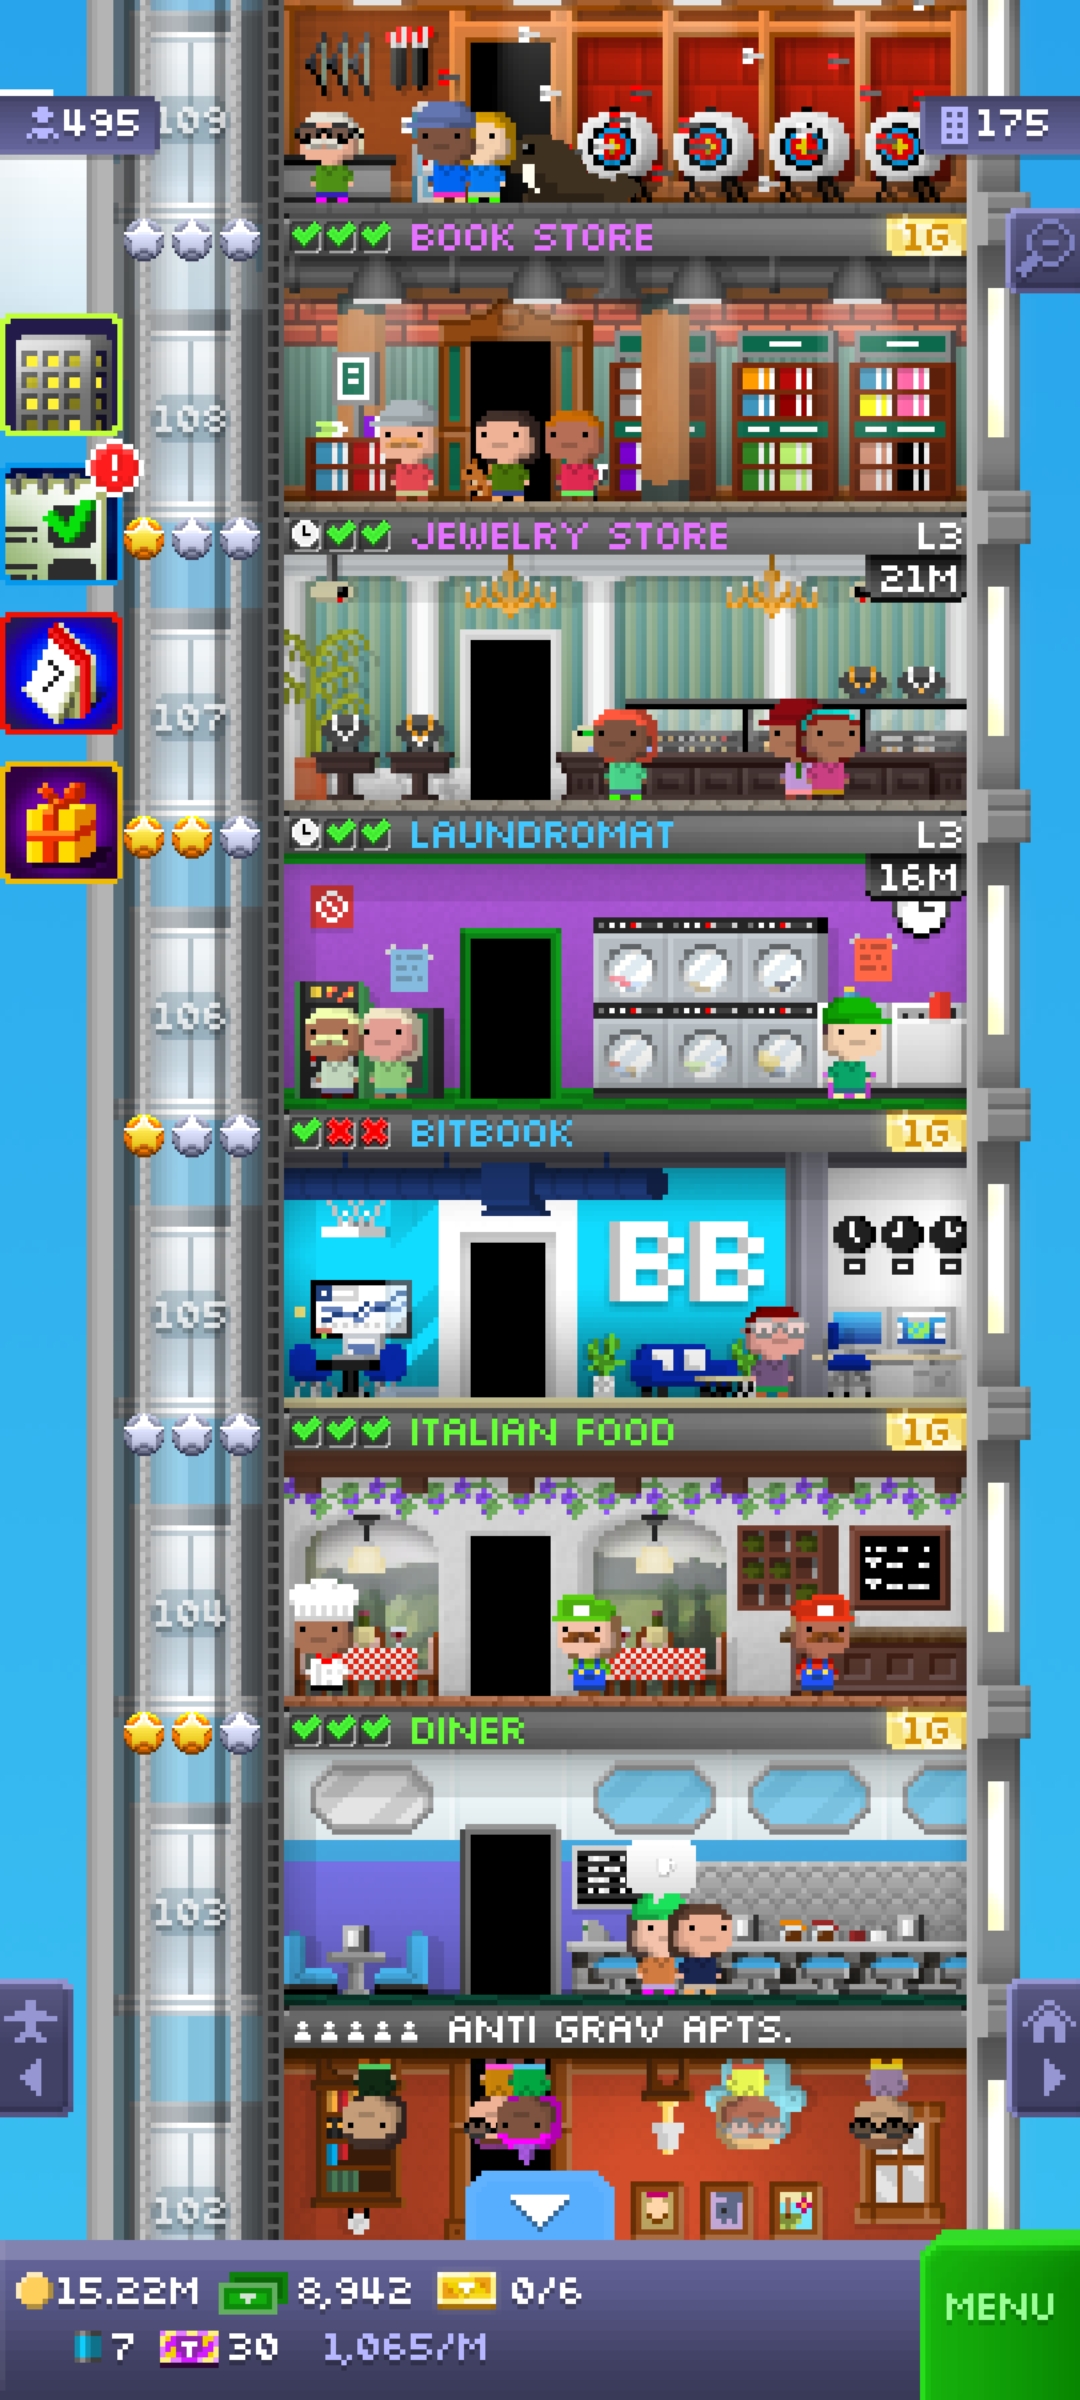 495
109
175
BOOK STORE
1G
108
JEWELRY STORE
L3
21M
107
LAUNDROMAT
L3
16M
106
BITBOOK
1G
BB
105
ITALIAN FOOD
1G
104
DINER
1G
103
ANTI GRAV APTS.
102
15.22M
8,942
0/6
MENU
7
T
30
1,065/M